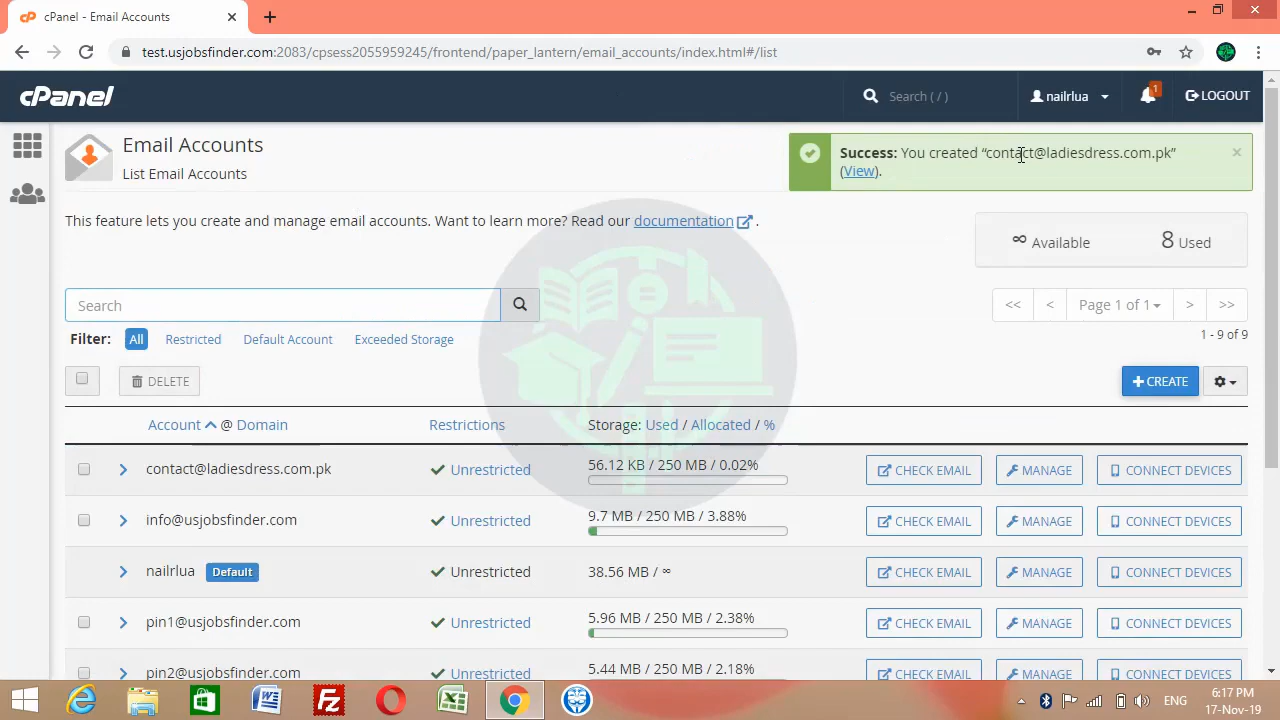 cPanel - Email Accounts
test.usjobsfinder.com:2083/cpsess2055959245/frontend/paper_lantern/email_accounts/index.html#/list
cPanel
Search ( / )
nailrlua
1
LOGOUT
Email Accounts
List Email Accounts
Success: You created “contact@ladiesdress.com.pk”
(View).
This feature lets you create and manage email accounts. Want to learn more? Read our documentation .
∞ Available 8 Used
Search
<< < Page 1 of 1 > >>
Filter: All Restricted Default Account Exceeded Storage
1 - 9 of 9
DELETE
+ CREATE
Account @ Domain Restrictions Storage: Used / Allocated / %
contact@ladiesdress.com.pk Unrestricted 56.12 KB / 250 MB / 0.02% CHECK EMAIL MANAGE CONNECT DEVICES
info@usjobsfinder.com Unrestricted 9.7 MB / 250 MB / 3.88% CHECK EMAIL MANAGE CONNECT DEVICES
nailrlua Default Unrestricted 38.56 MB / ∞ CHECK EMAIL MANAGE CONNECT DEVICES
pin1@usjobsfinder.com Unrestricted 5.96 MB / 250 MB / 2.38% CHECK EMAIL MANAGE CONNECT DEVICES
pin2@usjobsfinder.com Unrestricted 5.44 MB / 250 MB / 2.18% CHECK EMAIL MANAGE CONNECT DEVICES
ENG
6:17 PM
17-Nov-19